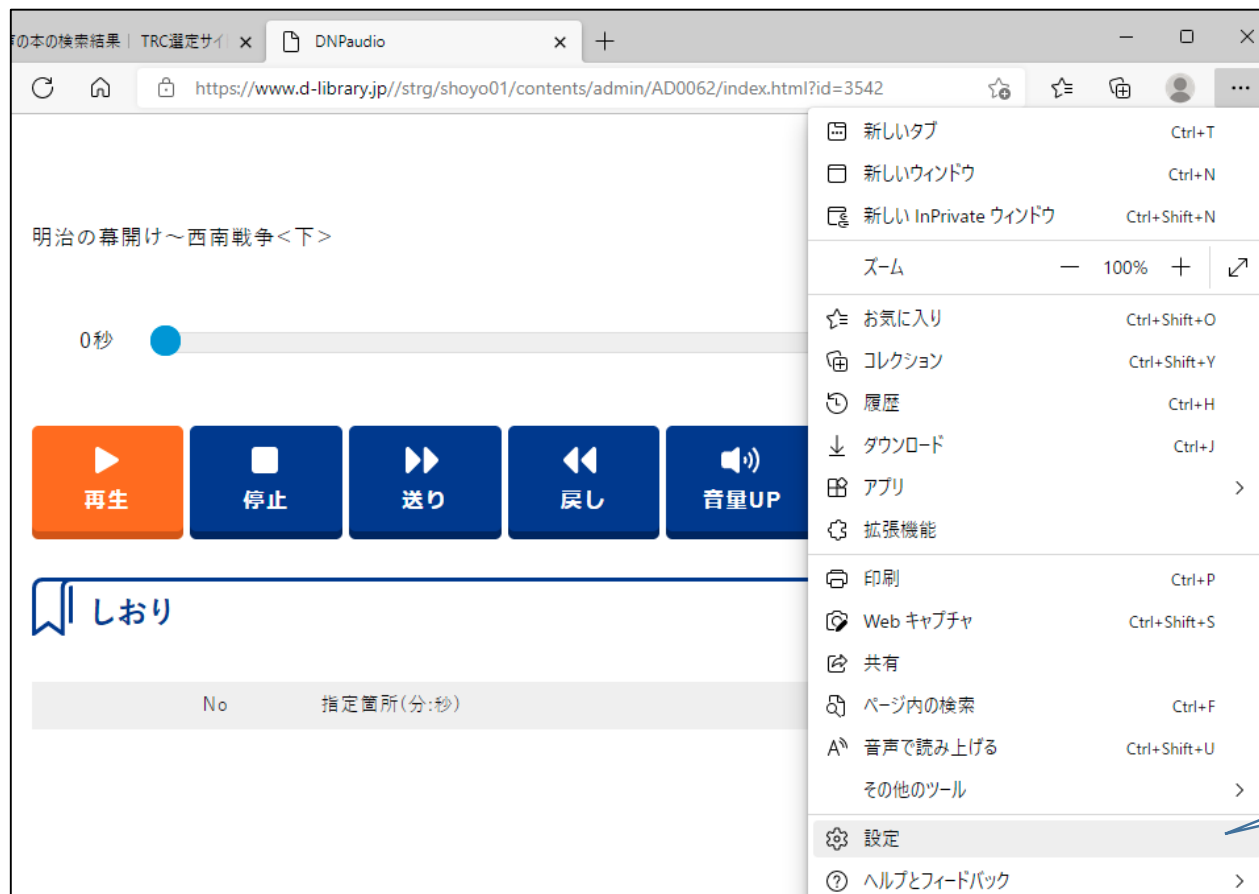 の本の検索結果｜ TRC選定サイ
DNPaudio
https://www.d-library.jp//strg/shoyo01/contents/admin/AD0062/index.html?id=3542
明治の幕開け～西南戦争<下>
0秒
再生
停止
送り
戻し
音量UP
しおり
No 指定箇所(分:秒)
新しいタブ Ctrl+T
新しいウィンドウ Ctrl+N
新しい InPrivate ウィンドウ Ctrl+Shift+N
ズーム 100%
お気に入り Ctrl+Shift+O
コレクション Ctrl+Shift+Y
履歴 Ctrl+H
ダウンロード Ctrl+J
アプリ
拡張機能
印刷 Ctrl+P
Web キャプチャ Ctrl+Shift+S
共有
ページ内の検索 Ctrl+F
音声で読み上げる Ctrl+Shift+U
その他のツール
設定
ヘルプとフィードバック